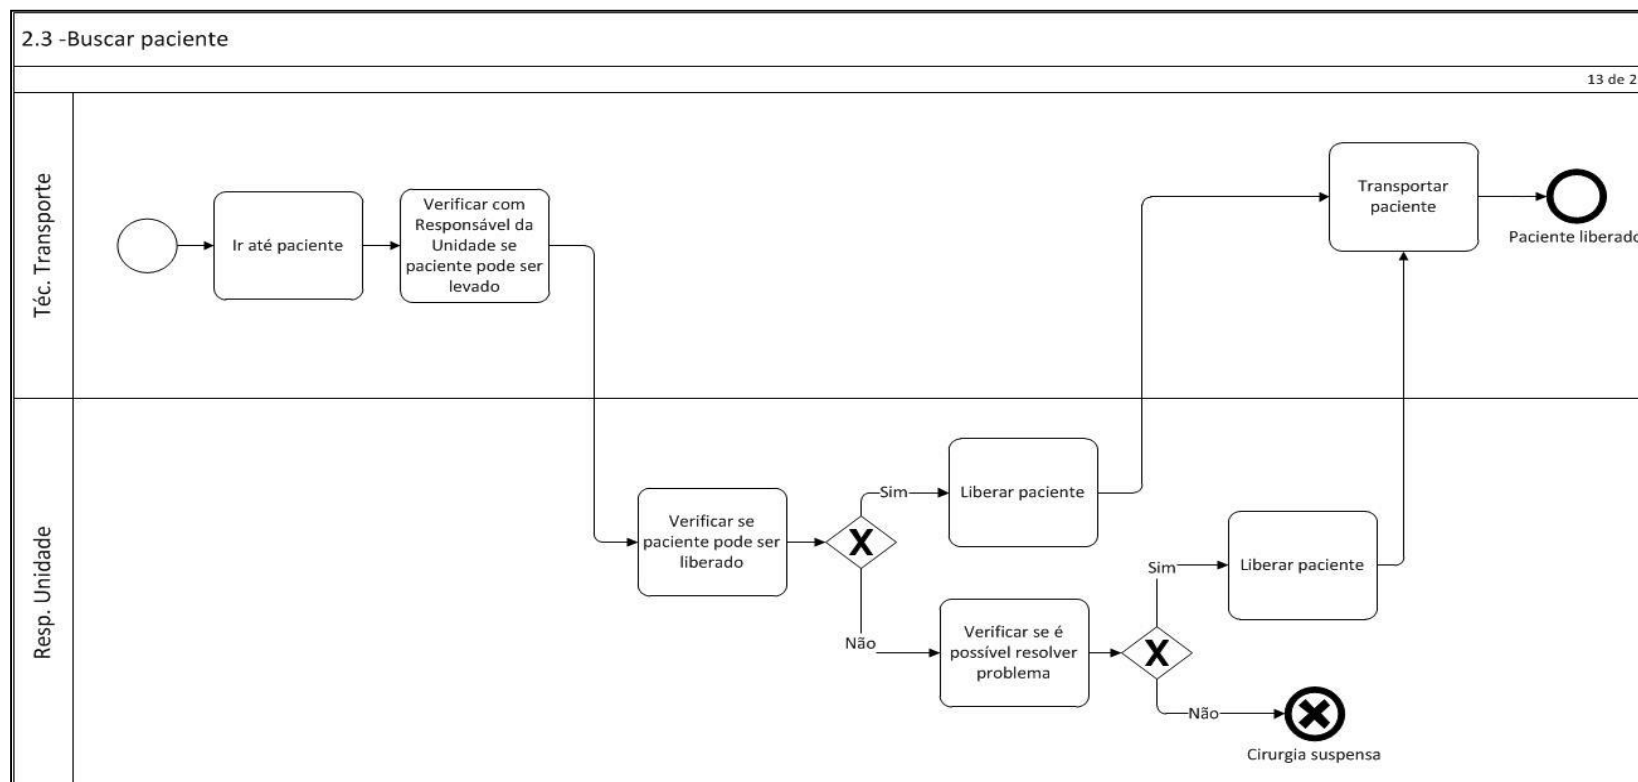 2.3 -Buscar paciente
13 de 2
Téc. Transporte
Ir até paciente
Verificar com
Responsável da
Unidade se
paciente pode ser
levado
Transportar
paciente
Paciente liberado
Resp. Unidade
Verificar se
paciente pode ser
liberado
X
Sim
Liberar paciente
Não
Verificar se é
possível resolver
problema
X
Sim
Liberar paciente
Não
Cirurgia suspensa